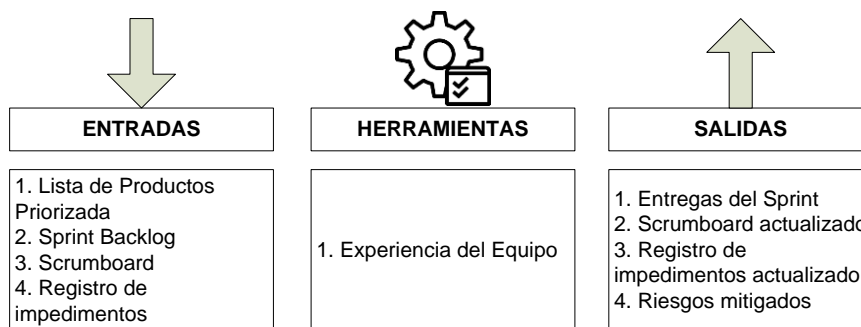 ENTRADAS
1. Lista de Productos
Priorizada
2. Sprint Backlog
3. Scrumboard
4. Registro de
impedimentos
HERRAMIENTAS
1. Experiencia del Equipo
SALIDAS
1. Entregas del Sprint
2. Scrumboard actualizado
3. Registro de
impedimentos actualizado
4. Riesgos mitigados